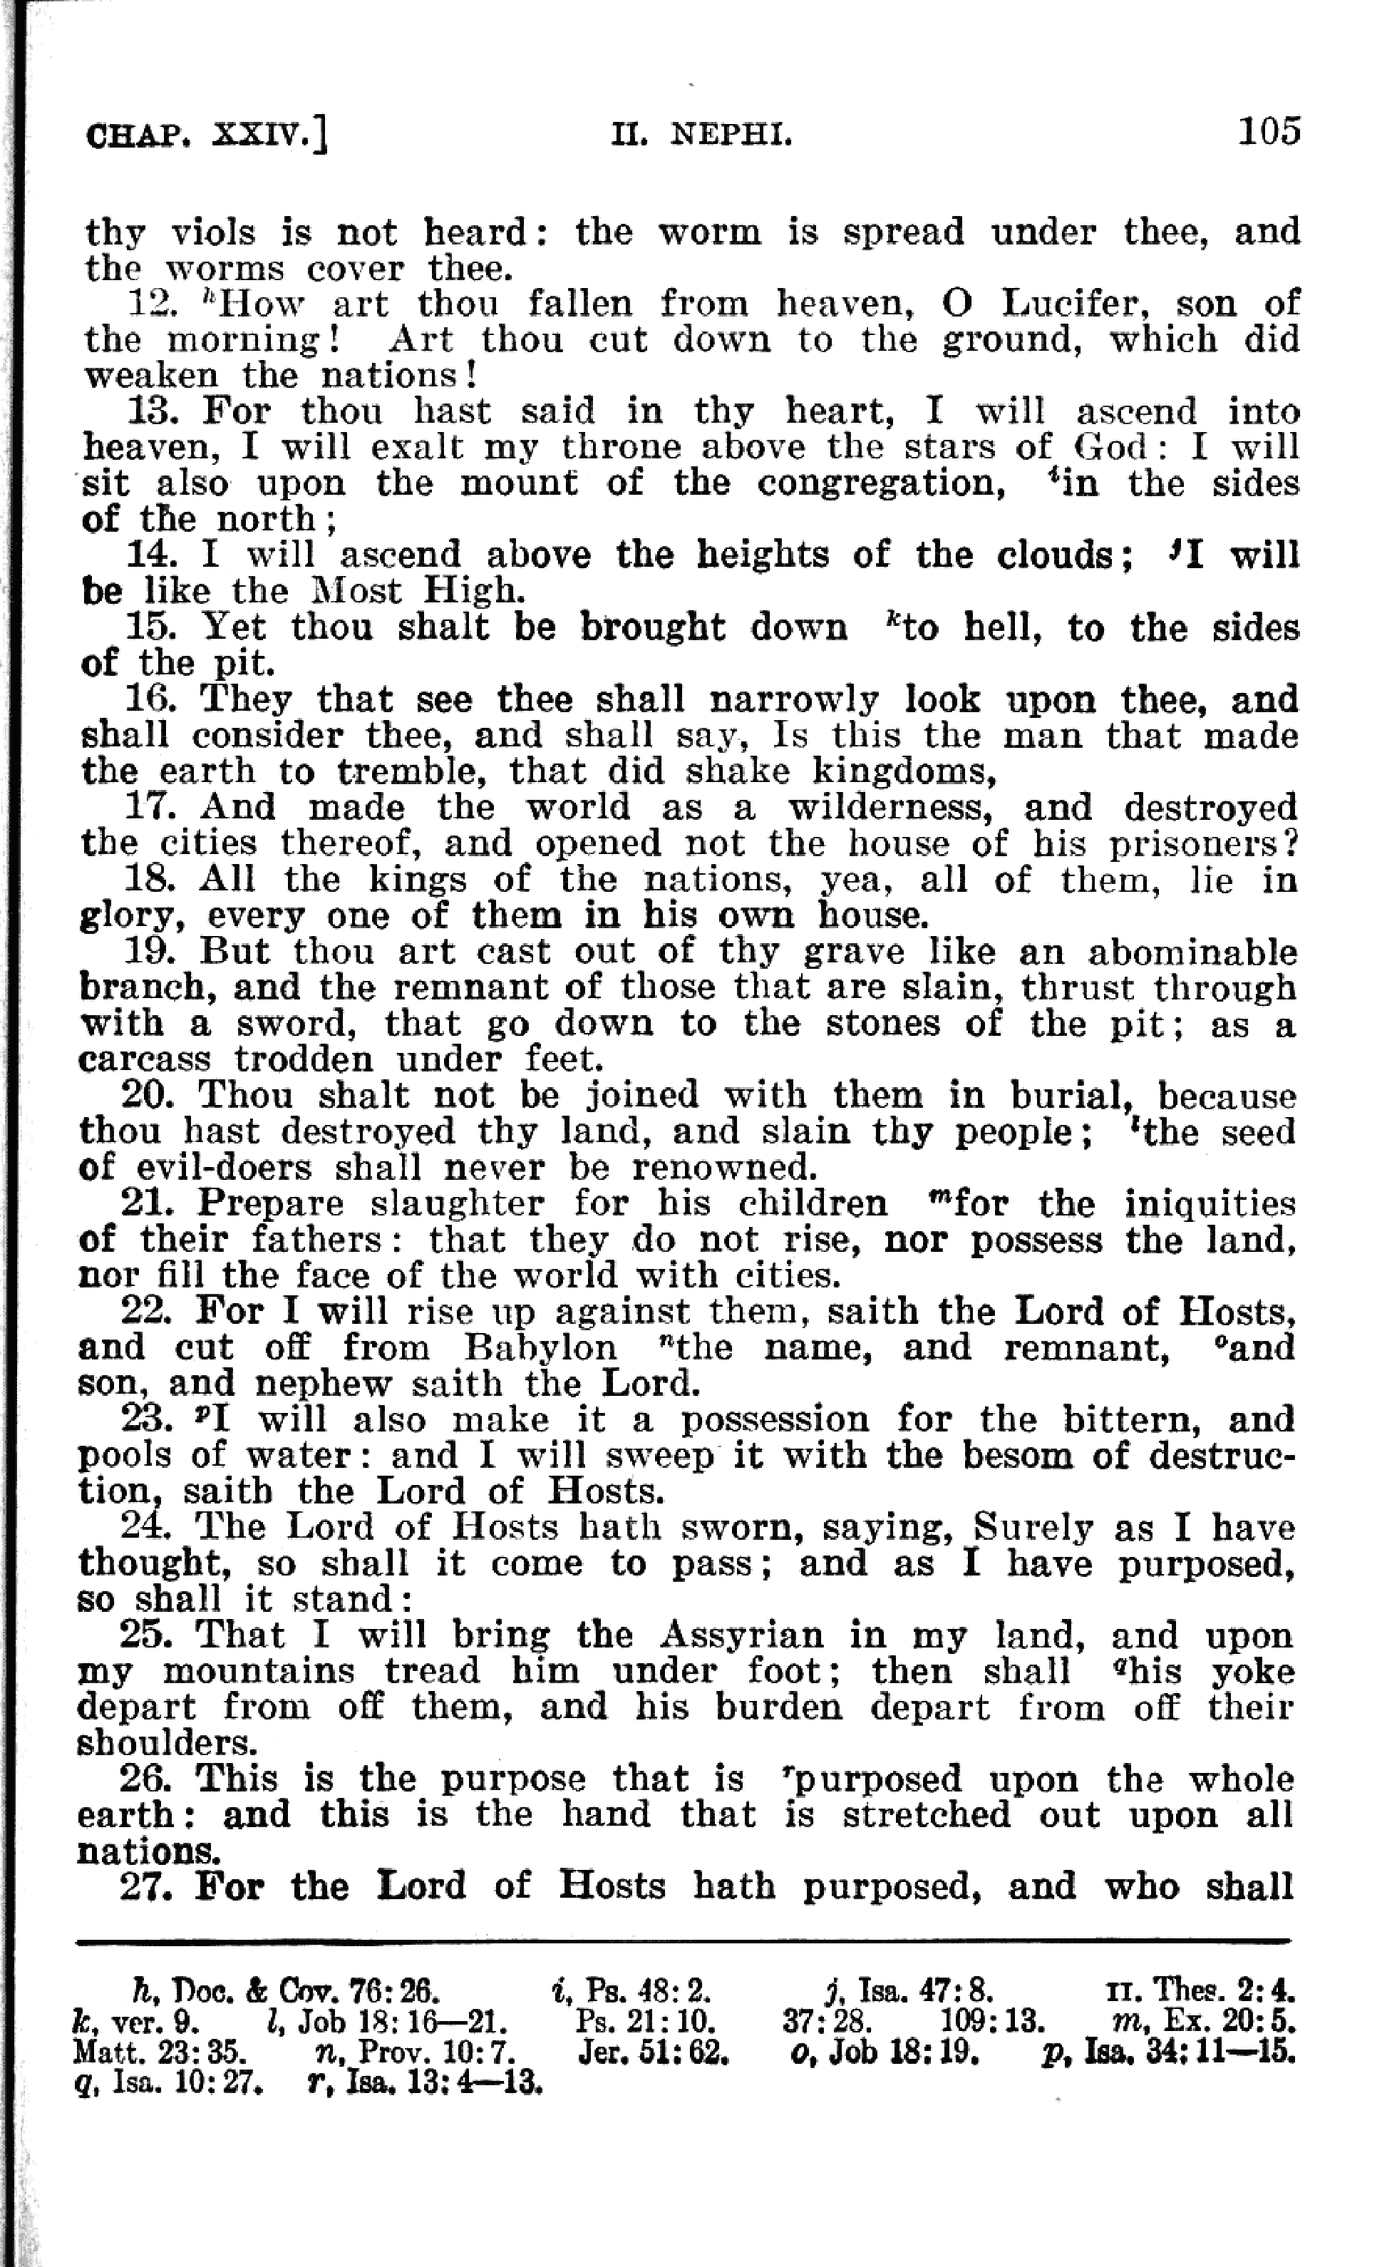 CHAP. XXIV.] II. NEPHI. 105
thy viols is not heard: the worm is spread under thee, and
the worms cover thee.
12. hHow art thou fallen from heaven, O Lucifer, son of
the morning! Art thou cut down to the ground, which did
weaken the nations!
13. For thou hast said in thy heart, I will ascend into
heaven, I will exalt my throne above the stars of God: I will
sit also upon the mount of the congregation, iin the sides
of the north;
14. I will ascend above the heights of the clouds; jI will
be like the Most High.
15. Yet thou shalt be brought down kto hell, to the sides
of the pit.
16. They that see thee shall narrowly look upon thee, and
shall consider thee, and shall say, Is this the man that made
the earth to tremble, that did shake kingdoms,
17. And made the world as a wilderness, and destroyed
the cities thereof, and opened not the house of his prisoners?
18. All the kings of the nations, yea, all of them, lie in
glory, every one of them in his own house.
19. But thou art cast out of thy grave like an abominable
branch, and the remnant of those that are slain, thrust through
with a sword, that go down to the stones of the pit; as a
carcass trodden under feet.
20. Thou shalt not be joined with them in burial, because
thou hast destroyed thy land, and slain thy people; lthe seed
of evil-doers shall never be renowned.
21. Prepare slaughter for his children mfor the iniquities
of their fathers: that they do not rise, nor possess the land,
nor fill the face of the world with cities.
22. For I will rise up against them, saith the Lord of Hosts,
and cut off from Babylon nthe name, and remnant, oand
son, and nephew saith the Lord.
23. pI will also make it a possession for the bittern, and
pools of water: and I will sweep it with the besom of destruc-
tion, saith the Lord of Hosts.
24. The Lord of Hosts hath sworn, saying, Surely as I have
thought, so shall it come to pass; and as I have purposed,
so shall it stand:
25. That I will bring the Assyrian in my land, and upon
my mountains tread him under foot; then shall qhis yoke
depart from off them, and his burden depart from off their
shoulders.
26. This is the purpose that is rpurposed upon the whole
earth: and this is the hand that is stretched out upon all
nations.
27. For the Lord of Hosts hath purposed, and who shall
h, Doc. & Cov. 76:26. i, Ps. 48:2. j, Isa. 47:8. II. Thes. 2:4.
k, ver. 9. l, Job 18:16—21. Ps. 21:10. 37:28. 109:13. m, Ex. 20:5.
Matt. 23:35. n, Prov. 10:7. Jer. 51:62. o, Job 18:19. p, Isa. 34:11—15.
q, Isa. 10:27. r, Isa. 13:4—13.